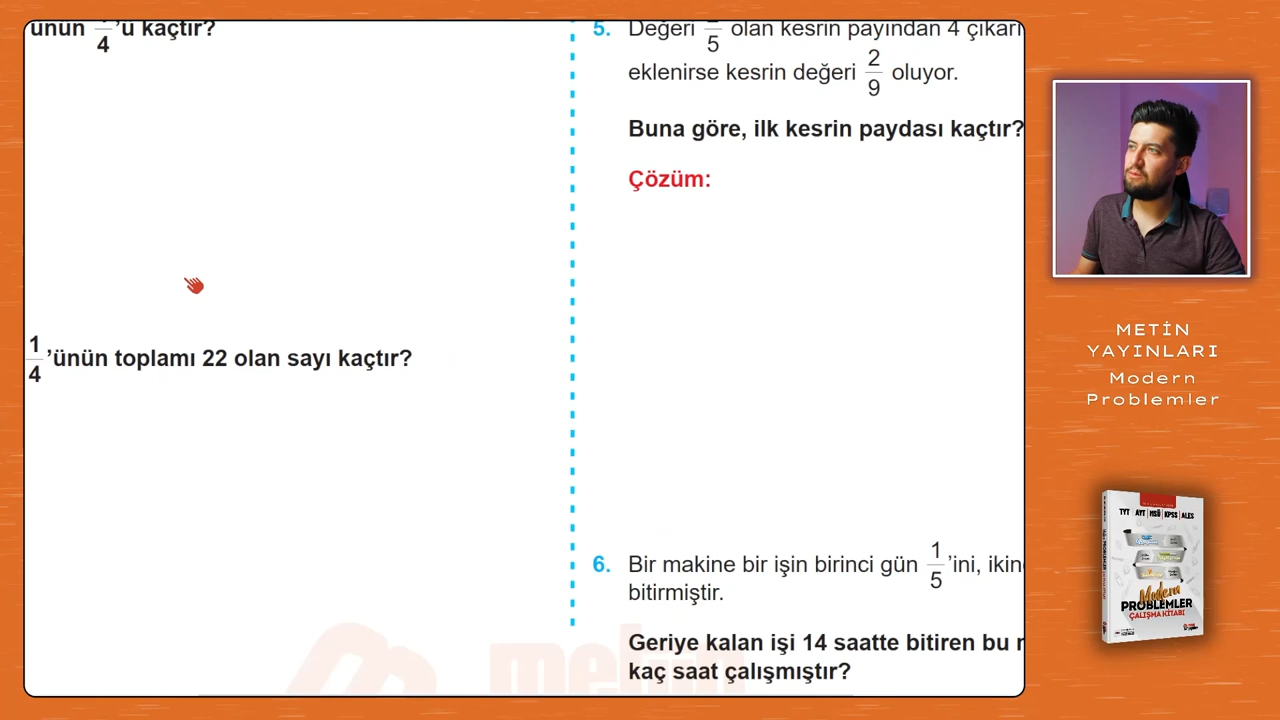 ünün 4 'ü kaçtır?
1/4 'ünün toplamı 22 olan sayı kaçtır?
5. Değeri 5 olan kesrin payından 4 çıkarı
eklenirse kesrin değeri 2/9 oluyor.
Buna göre, ilk kesrin paydası kaçtır?
Çözüm:
6. Bir makine bir işin birinci gün 1/5 'ini, ikin
bitirmiştir.
Geriye kalan işi 14 saatte bitiren bu
kaç saat çalışmıştır?
metin
METİN
YAYINLARI
Modern
Problemler
TYT AYT MSÜ KPSS ALES
Modern
PROBLEMLER
ÇALIŞMA KİTABI